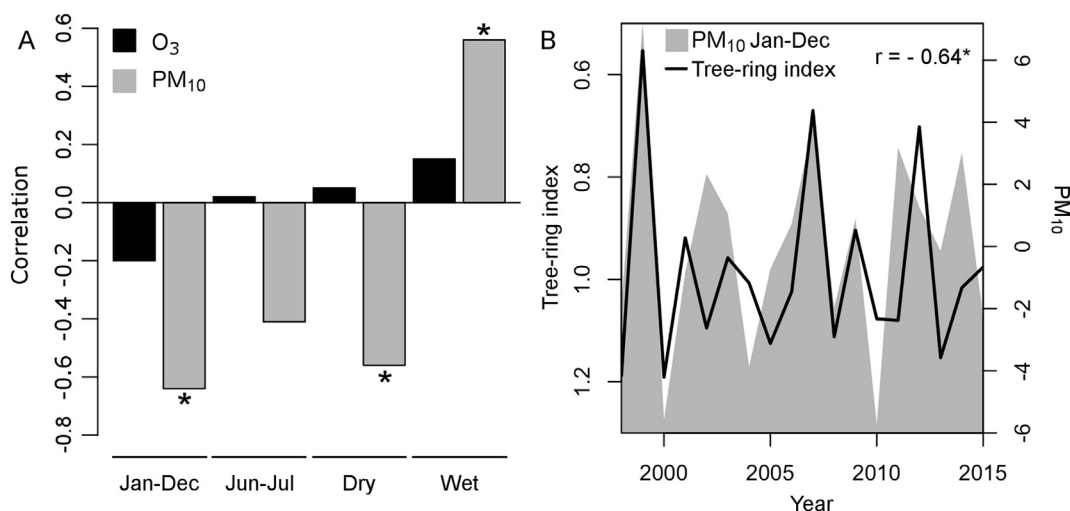 A
O₃
PM₁₀
Correlation
0.6
0.4
0.2
0.0
-0.2
-0.4
-0.6
-0.8
*
*
*
Jan-Dec
Jun-Jul
Dry
Wet
B
PM₁₀ Jan-Dec
Tree-ring index
r = - 0.64*
Tree-ring index
0.6
0.8
1.0
1.2
6
4
2
0
-2
-4
-6
PM₁₀
2000
2005
2010
2015
Year